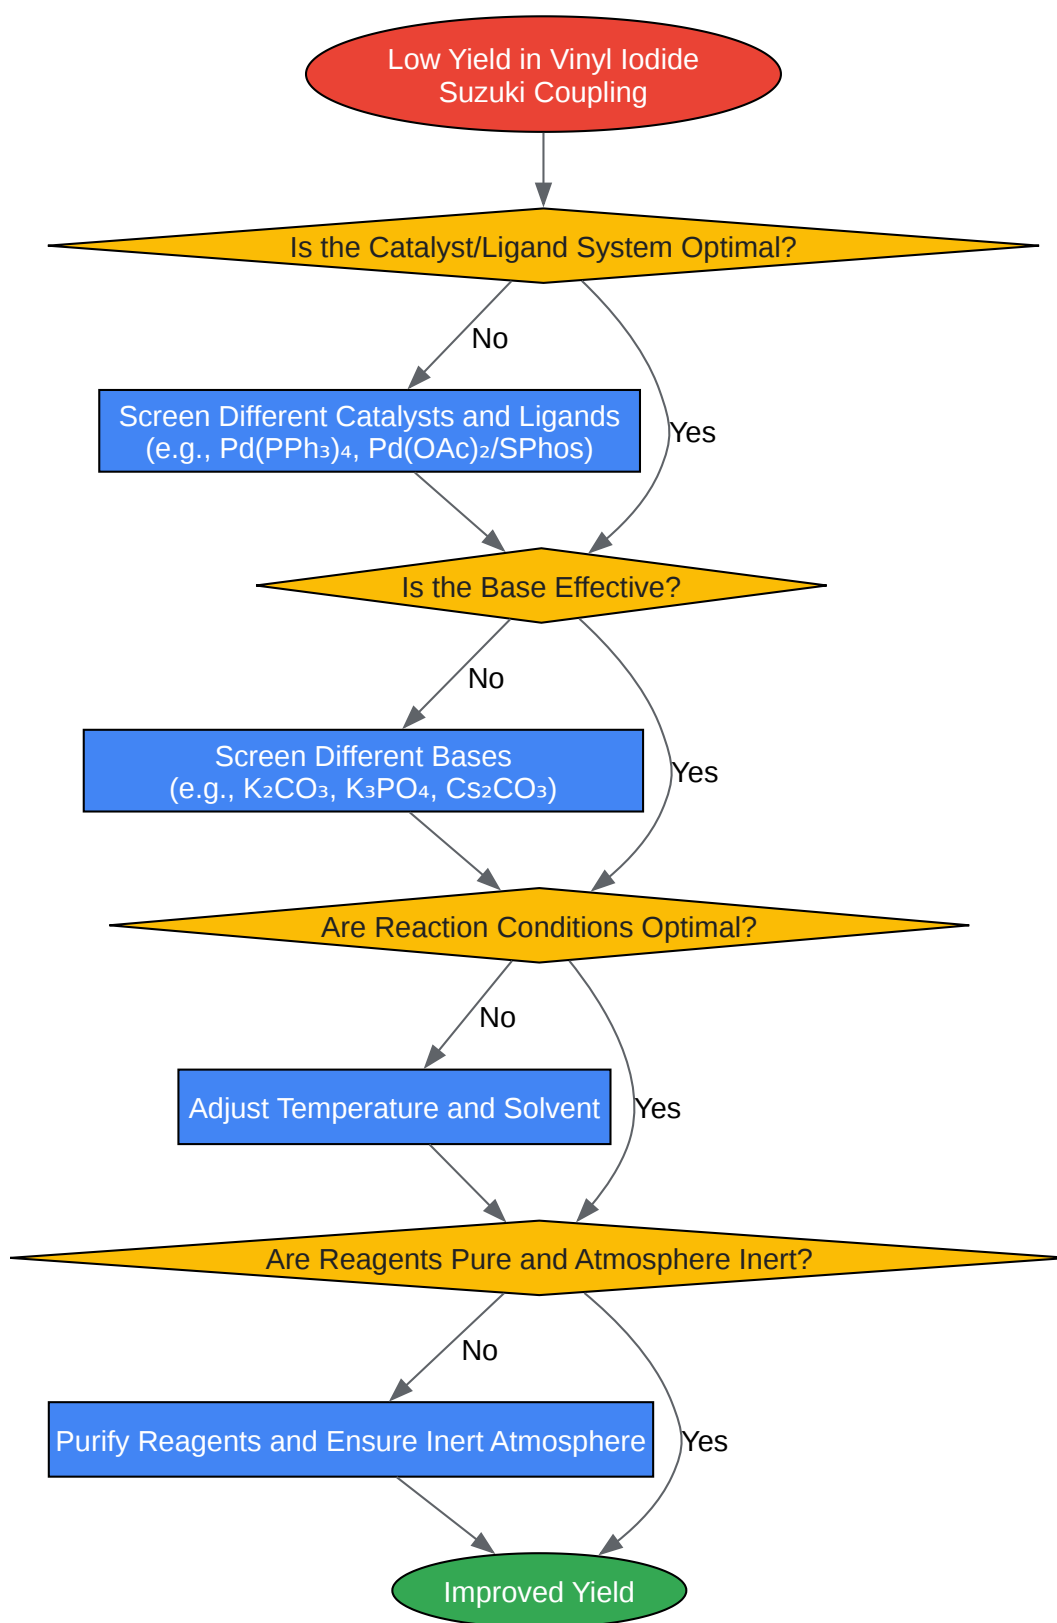 Low Yield in Vinyl Iodide
Suzuki Coupling
Is the Catalyst/Ligand System Optimal?
No
Screen Different Catalysts and Ligands
(e.g., Pd(PPh₃)₄, Pd(OAc)₂/SPhos)
Yes
Is the Base Effective?
No
Screen Different Bases
(e.g., K₂CO₃, K₃PO₄, Cs₂CO₃)
Yes
Are Reaction Conditions Optimal?
No
Adjust Temperature and Solvent
Yes
Are Reagents Pure and Atmosphere Inert?
No
Purify Reagents and Ensure Inert Atmosphere
Yes
Improved Yield